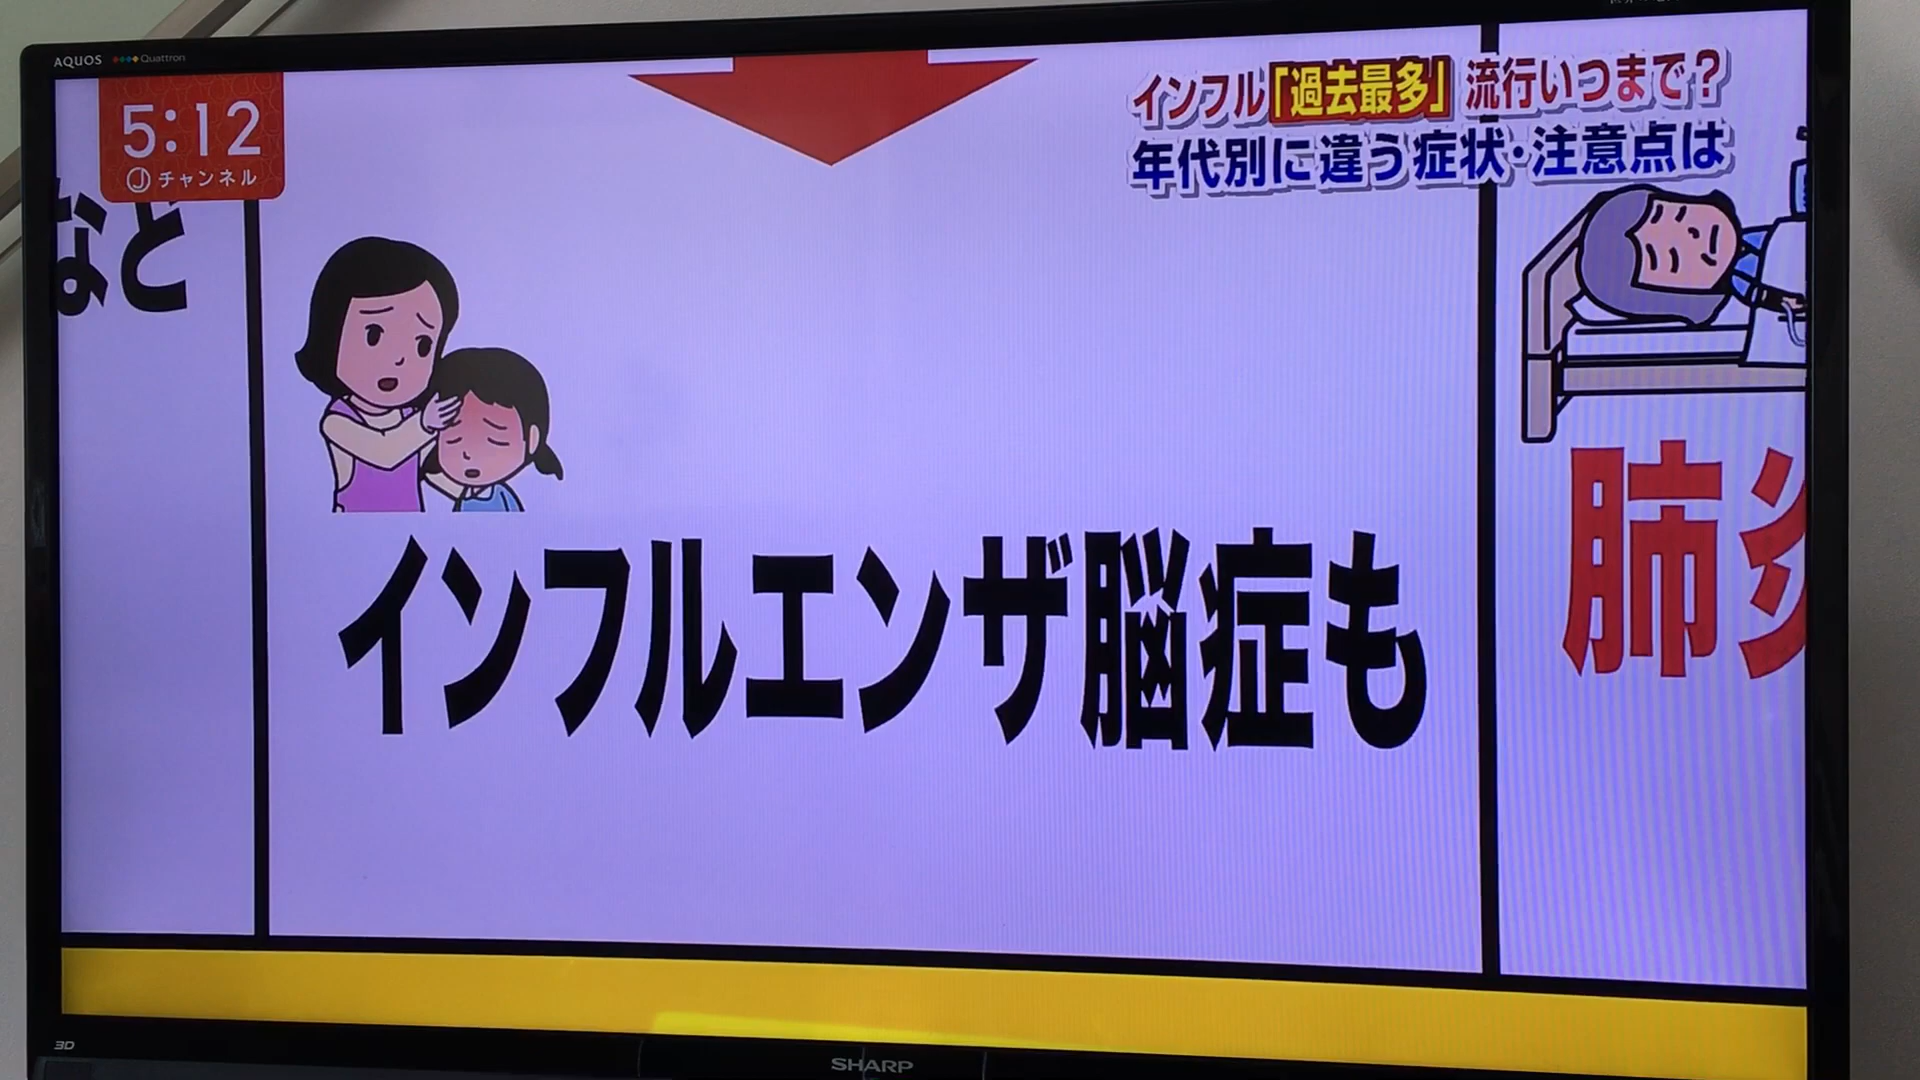 AQUOS Quattron
5:12
Jチャンネル
インフル「過去最多」流行いつまで?
年代別に違う症状・注意点は
など
インフルエンザ脳症も
肺炎
3D
SHARP